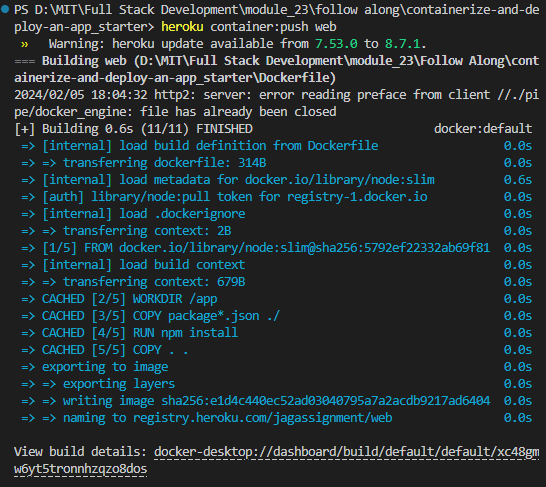 PS D:\MIT\Full Stack Development\module_23\follow along\containerize-and-de
ploy-an-app_starter> heroku container:push web
» Warning: heroku update available from 7.53.0 to 8.7.1.
=== Building web (D:\MIT\Full Stack Development\module_23\Follow Along\cont
ainerize-and-deploy-an-app_starter\Dockerfile)
2024/02/05 18:04:32 http2: server: error reading preface from client //./pi
pe/docker_engine: file has already been closed
[+] Building 0.6s (11/11) FINISHED docker:default
=> [internal] load build definition from Dockerfile 0.0s
=> => transferring dockerfile: 314B 0.0s
=> [internal] load metadata for docker.io/library/node:slim 0.6s
=> [auth] library/node:pull token for registry-1.docker.io 0.0s
=> [internal] load .dockerignore 0.0s
=> => transferring context: 2B 0.0s
=> [1/5] FROM docker.io/library/node:slim@sha256:5792ef22332ab69f81 0.0s
=> [internal] load build context 0.0s
=> => transferring context: 679B 0.0s
=> CACHED [2/5] WORKDIR /app 0.0s
=> CACHED [3/5] COPY package*.json ./ 0.0s
=> CACHED [4/5] RUN npm install 0.0s
=> CACHED [5/5] COPY . . 0.0s
=> exporting to image 0.0s
=> => exporting layers 0.0s
=> => writing image sha256:e1d4c440ec52ad03040795a7a2acdb9217ad6404 0.0s
=> => naming to registry.heroku.com/jagassignment/web 0.0s
View build details: docker-desktop://dashboard/build/default/default/xc48gm
w6yt5tronnhzqzo8dos